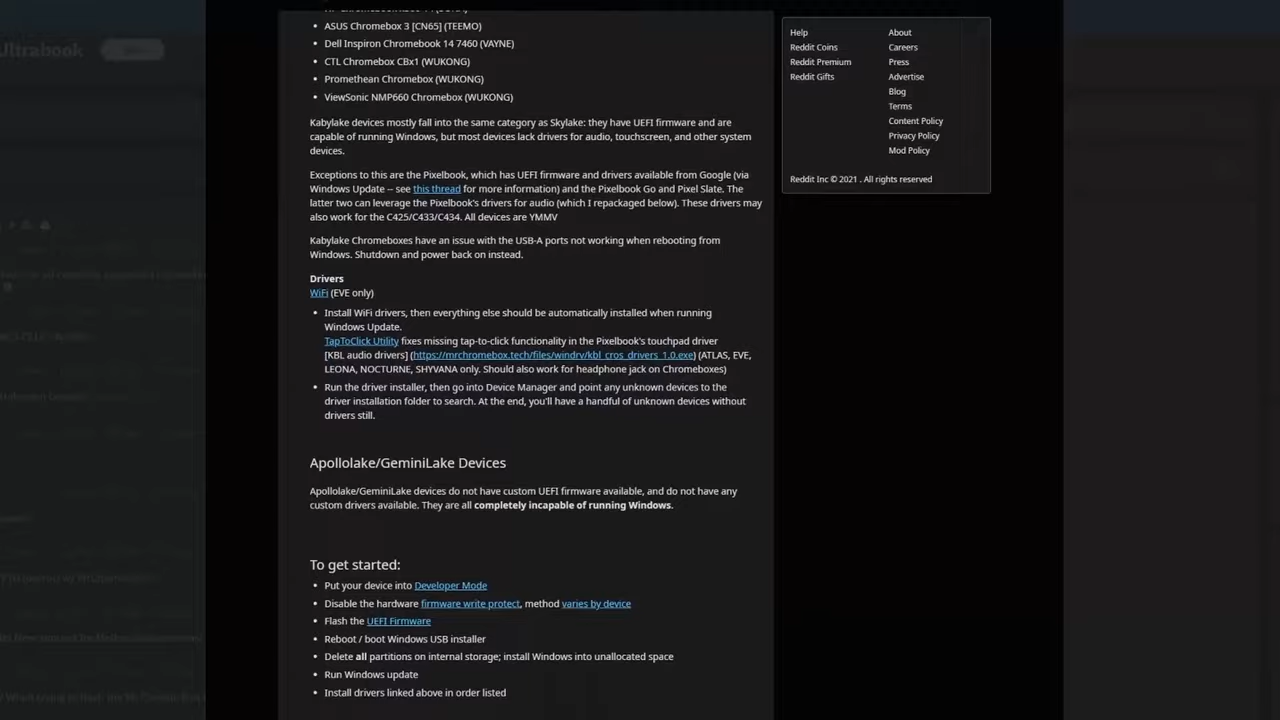 Ultrabook
ASUS Chromebox 3 [CN65] (TEEMO)
Dell Inspiron Chromebook 14 7460 (VAYNE)
CTL Chromebox CBx1 (WUKONG)
Promethean Chromebox (WUKONG)
ViewSonic NMP660 Chromebox (WUKONG)
Kabylake devices mostly fall into the same category as Skylake: they have UEFI firmware and are
capable of running Windows, but most devices lack drivers for audio, touchscreen, and other system
devices.
Exceptions to this are the Pixelbook, which has UEFI firmware and drivers available from Google (via
Windows Update -- see this thread for more information) and the Pixelbook Go and Pixel Slate. The
latter two can leverage the Pixelbook's drivers for audio (which I repackaged below). These drivers may
also work for the C425/C433/C434. All devices are YMMV
Kabylake Chromeboxes have an issue with the USB-A ports not working when rebooting from
Windows. Shutdown and power back on instead.
Drivers
WiFi (EVE only)
Install WiFi drivers, then everything else should be automatically installed when running
Windows Update.
TapToClick Utility fixes missing tap-to-click functionality in the Pixelbook's touchpad driver
[KBL audio drivers] (https://mrchromebox.tech/files/windrv/kbl_cros_drivers_1.0.exe) (ATLAS, EVE,
LEONA, NOCTURNE, SHYVANA only. Should also work for headphone jack on Chromeboxes)
Run the driver installer, then go into Device Manager and point any unknown devices to the
driver installation folder to search. At the end, you'll have a handful of unknown devices without
drivers still.
Apollolake/GeminiLake Devices
Apollolake/GeminiLake devices do not have custom UEFI firmware available, and do not have any
custom drivers available. They are all completely incapable of running Windows.
To get started:
Put your device into Developer Mode
Disable the hardware firmware write protect, method varies by device
Flash the UEFI Firmware
Reboot / boot Windows USB installer
Delete all partitions on internal storage; install Windows into unallocated space
Run Windows update
Install drivers linked above in order listed
Help
Reddit Coins
Reddit Premium
Reddit Gifts
About
Careers
Press
Advertise
Blog
Terms
Content Policy
Privacy Policy
Mod Policy
Reddit Inc © 2021 . All rights reserved